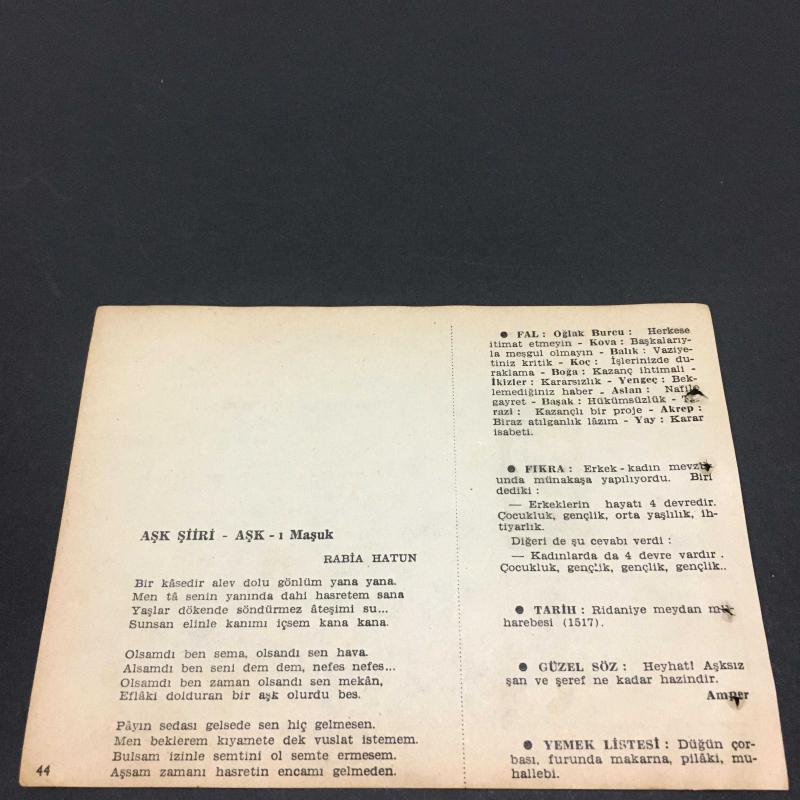 AŞK ŞİİRİ - AŞK - ı Maşuk
RABİA HATUN
Bir kâsedir alev dolu gönlüm yana yana.
Men tâ senin yanında dahi hasretem sana
Yaşlar dökende söndürmez âteşimi su...
Sunsan elinle kanımı içsem kana kana.
Olsamdı ben sema, olsandı sen hava.
Alsamdı ben seni dem dem, nefes nefes...
Olsamdı ben zaman olsandı sen mekân,
Eflâki dolduran bir aşk olurdu bes.
Pâyın sedası gelsede sen hiç gelmesen.
Men beklerem kıyamete dek vuslat istemem.
Bulsam izinle semtini ol semte ermesem.
Aşsam zamanı hasretin encamı gelmeden.
44
● FAL : Oğlak Burcu : Herkese
itimat etmeyin - Kova : Başkalarıy-
la meşgul olmayın - Balık : Vaziye-
tiniz kritik - Koç : İşlerinizde du-
raklama - Boğa : Kazanç ihtimali -
İkizler : Kararsızlık - Yengeç : Bek-
lemediğiniz haber - Aslan : Nafile
gayret - Başak : Hükümsüzlük - Te-
razi : Kazançlı bir proje - Akrep :
Biraz atılganlık lâzım - Yay : Karar
isabeti.
● FIKRA : Erkek - kadın mevzu-
unda münakaşa yapılıyordu. Biri
dediki :
— Erkeklerin hayatı 4 devredir.
Çocukluk, gençlik, orta yaşlılık, ih-
tiyarlık.
Diğeri de şu cevabı verdi :
— Kadınlarda da 4 devre vardır .
Çocukluk, gençlik, gençlik, gençlik..
● TARİH : Ridaniye meydan mu-
harebesi (1517).
● GÜZEL SÖZ : Heyhat! Aşksız
şan ve şeref ne kadar hazindir.
Amper
● YEMEK LİSTESİ : Düğün çor-
bası, furunda makarna, pilâki, mu-
hallebi.